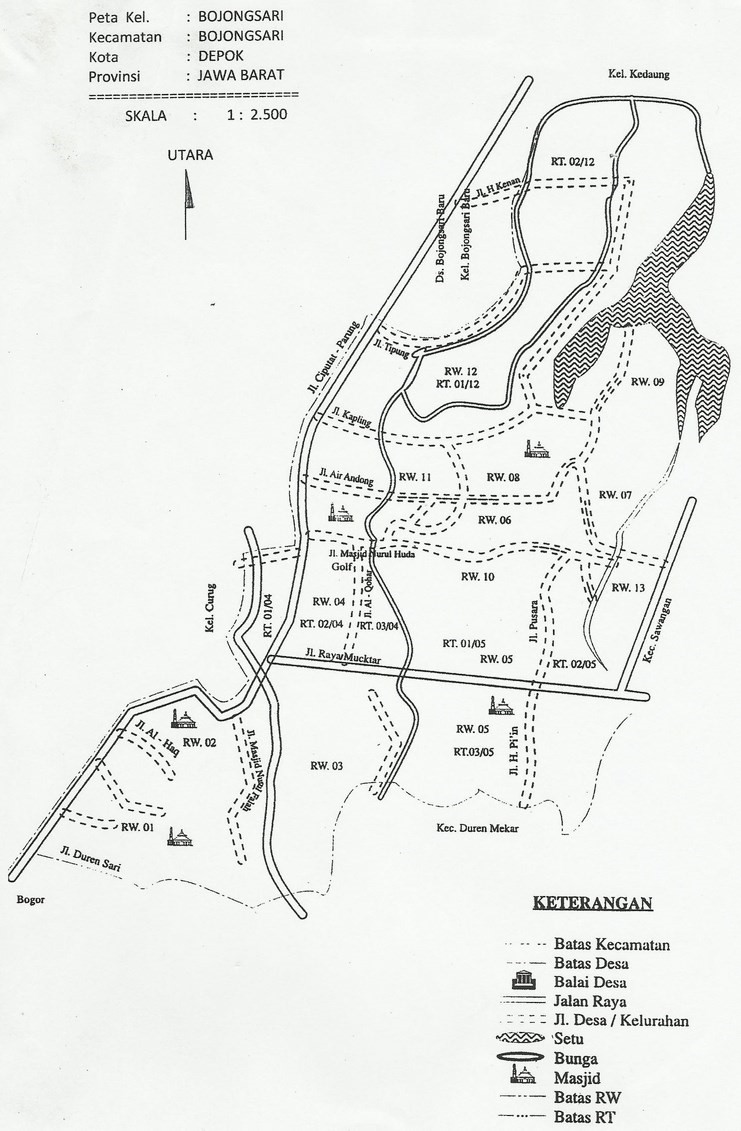 Peta Kel. : BOJONGSARI
Kecamatan : BOJONGSARI
Kota : DEPOK
Provinsi : JAWA BARAT
==========================
SKALA : 1 : 2.500
UTARA
Kel. Kedaung
RT. 02/12
Jl. H Kenan
Ds. Bojongsari Baru
Kel. Bojongsari Baru
Jl. Ciputat - Parung
Jl. Tipung
RW. 12
RT. 01/12
RW. 09
Jl. Kapling
Jl. Air Andong
RW. 11
RW. 08
RW. 07
RW. 06
Jl. Masjid Nurul Huda
Golf
RW. 10
RW. 13
Kel. Curug
RT. 01/04
RW. 04
RT. 02/04
Jl. Al - Qohar
RT. 03/04
RT. 01/05
RW. 05
Jl. Pusara
RT. 02/05
Kec. Sawangan
Jl. Raya Mucktar
Jl. Al - Haq
RW. 02
Jl. Masjid Nurul Falah
RW. 03
RW. 05
RT.03/05
Jl. H. Pi'in
RW. 01
Jl. Duren Sari
Kec. Duren Mekar
Bogor
KETERANGAN
Batas Kecamatan
Batas Desa
Balai Desa
Jalan Raya
Jl. Desa / Kelurahan
Setu
Bunga
Masjid
Batas RW
Batas RT